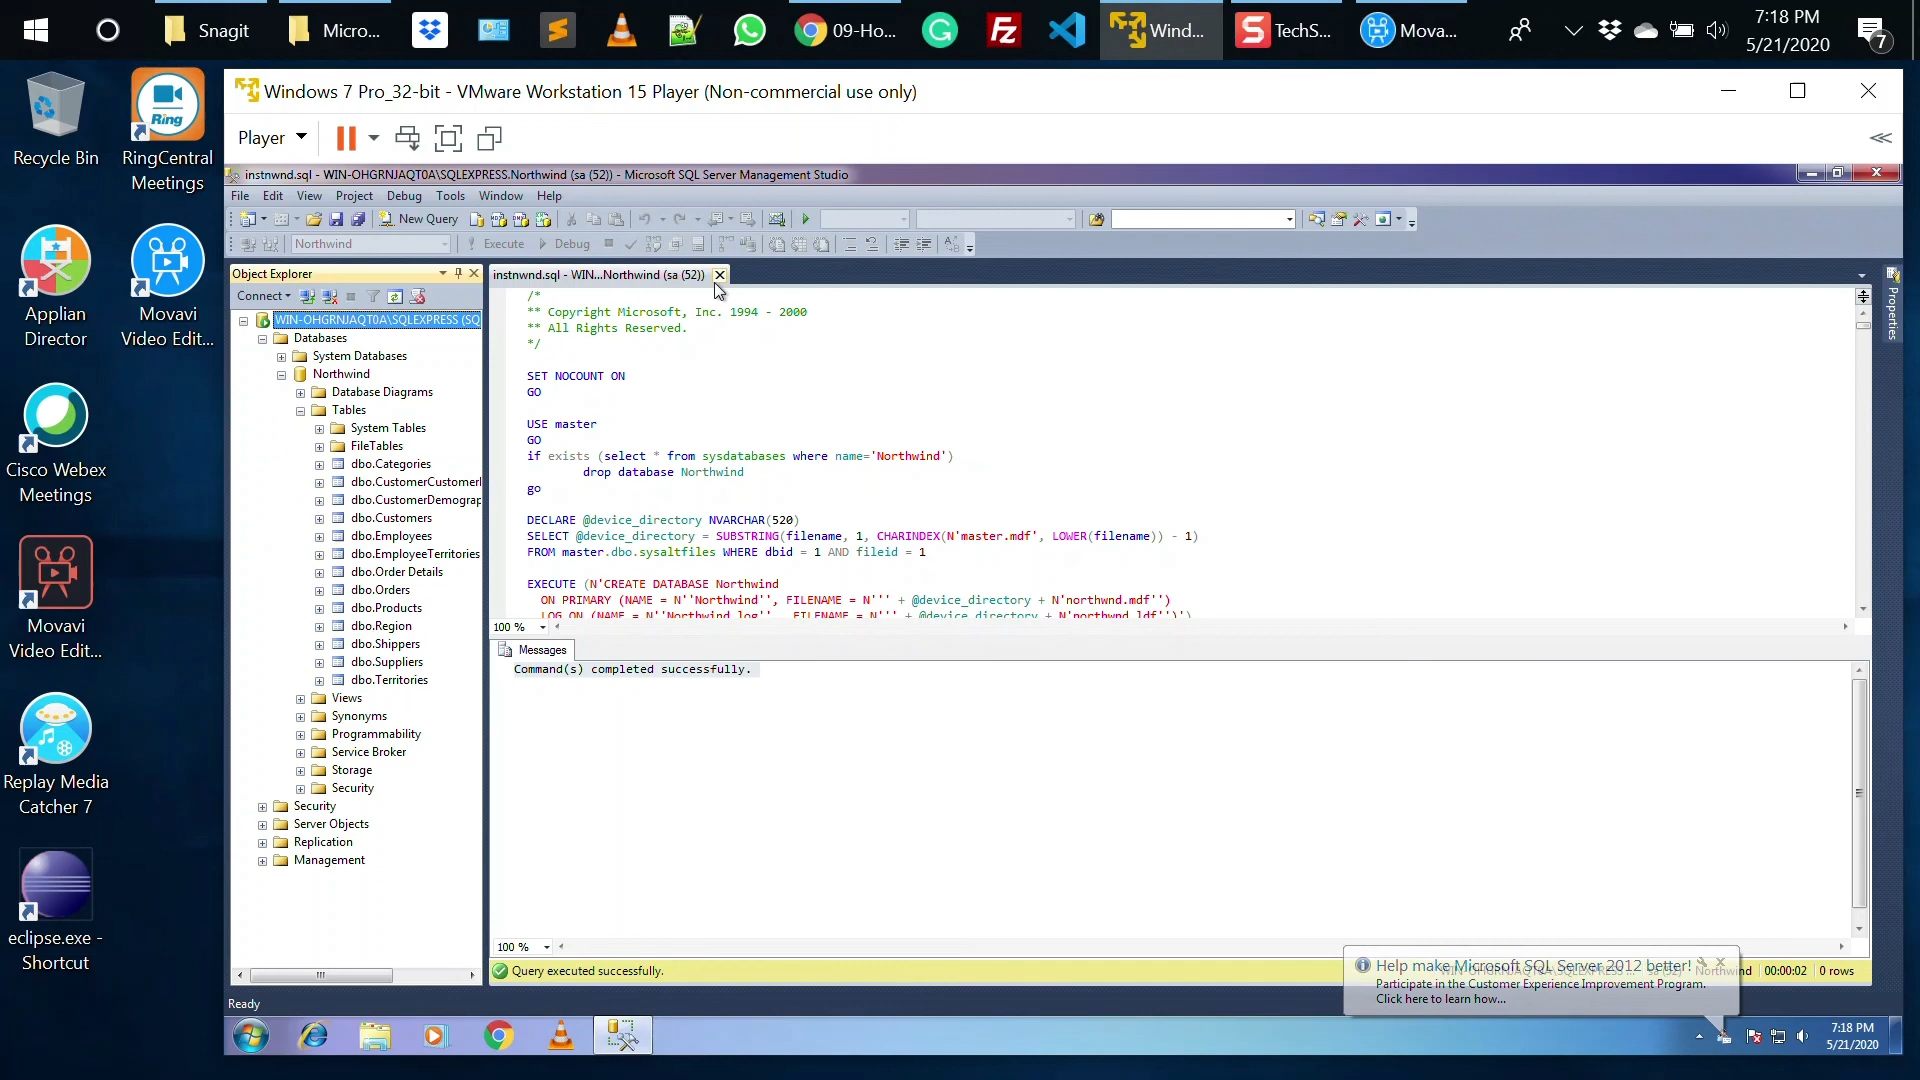 Snagit
Micro...
09-Ho...
Wind...
TechS...
Mova...
7:18 PM
5/21/2020
7
Recycle Bin
RingCentral
Meetings
Ring
Applian
Director
Movavi
Video Edit...
Cisco Webex
Meetings
Movavi
Video Edit...
Replay Media
Catcher 7
eclipse.exe -
Shortcut
Windows 7 Pro_32-bit - VMware Workstation 15 Player (Non-commercial use only)
Player
instnwnd.sql - WIN-OHGRNJAQT0A\SQLEXPRESS.Northwind (sa (52)) - Microsoft SQL Server Management Studio
File Edit View Project Debug Tools Window Help
New Query
Northwind
Execute
Debug
Object Explorer
Connect
WIN-OHGRNJAQT0A\SQLEXPRESS (SQ
Databases
System Databases
Northwind
Database Diagrams
Tables
System Tables
FileTables
dbo.Categories
dbo.CustomerCustomerI
dbo.CustomerDemograp
dbo.Customers
dbo.Employees
dbo.EmployeeTerritories
dbo.Order Details
dbo.Orders
dbo.Products
dbo.Region
dbo.Shippers
dbo.Suppliers
dbo.Territories
Views
Synonyms
Programmability
Service Broker
Storage
Security
Security
Server Objects
Replication
Management
instnwnd.sql - WIN...Northwind (sa (52))
/*
** Copyright Microsoft, Inc. 1994 - 2000
** All Rights Reserved.
*/
SET NOCOUNT ON
GO
USE master
GO
if exists (select * from sysdatabases where name='Northwind')
drop database Northwind
go
DECLARE @device_directory NVARCHAR(520)
SELECT @device_directory = SUBSTRING(filename, 1, CHARINDEX(N'master.mdf', LOWER(filename)) - 1)
FROM master.dbo.sysaltfiles WHERE dbid = 1 AND fileid = 1
EXECUTE (N'CREATE DATABASE Northwind
ON PRIMARY (NAME = N''Northwind'', FILENAME = N''' + @device_directory + N'northwnd.mdf'')
LOG ON (NAME = N''Northwind_log'', FILENAME = N''' + @device_directory + N'northwnd.ldf'')')
100 %
Messages
Command(s) completed successfully.
100 %
Query executed successfully.
Northwind
00:00:02
0 rows
Help make Microsoft SQL Server 2012 better!
Participate in the Customer Experience Improvement Program.
Click here to learn how...
Properties
Ready
7:18 PM
5/21/2020